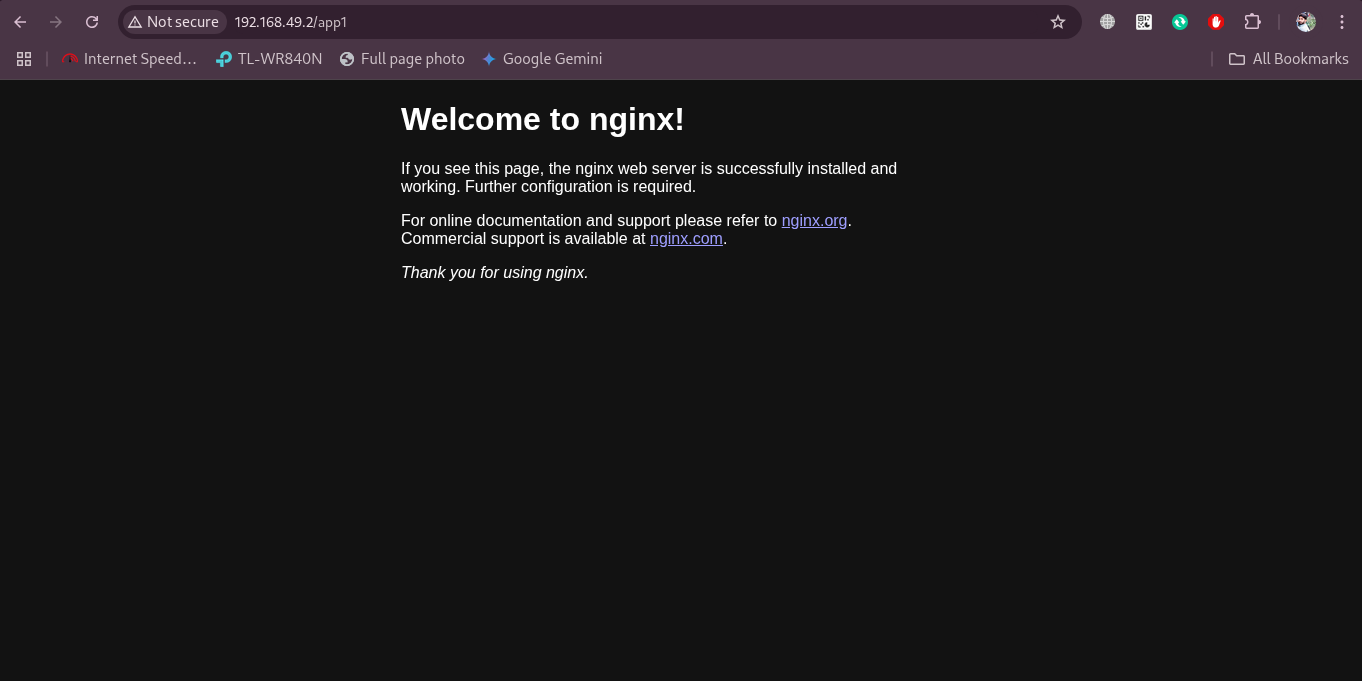 Not secure 192.168.49.2/app1
Internet Speed... TL-WR840N Full page photo Google Gemini All Bookmarks
Welcome to nginx!
If you see this page, the nginx web server is successfully installed and
working. Further configuration is required.
For online documentation and support please refer to nginx.org.
Commercial support is available at nginx.com.
Thank you for using nginx.